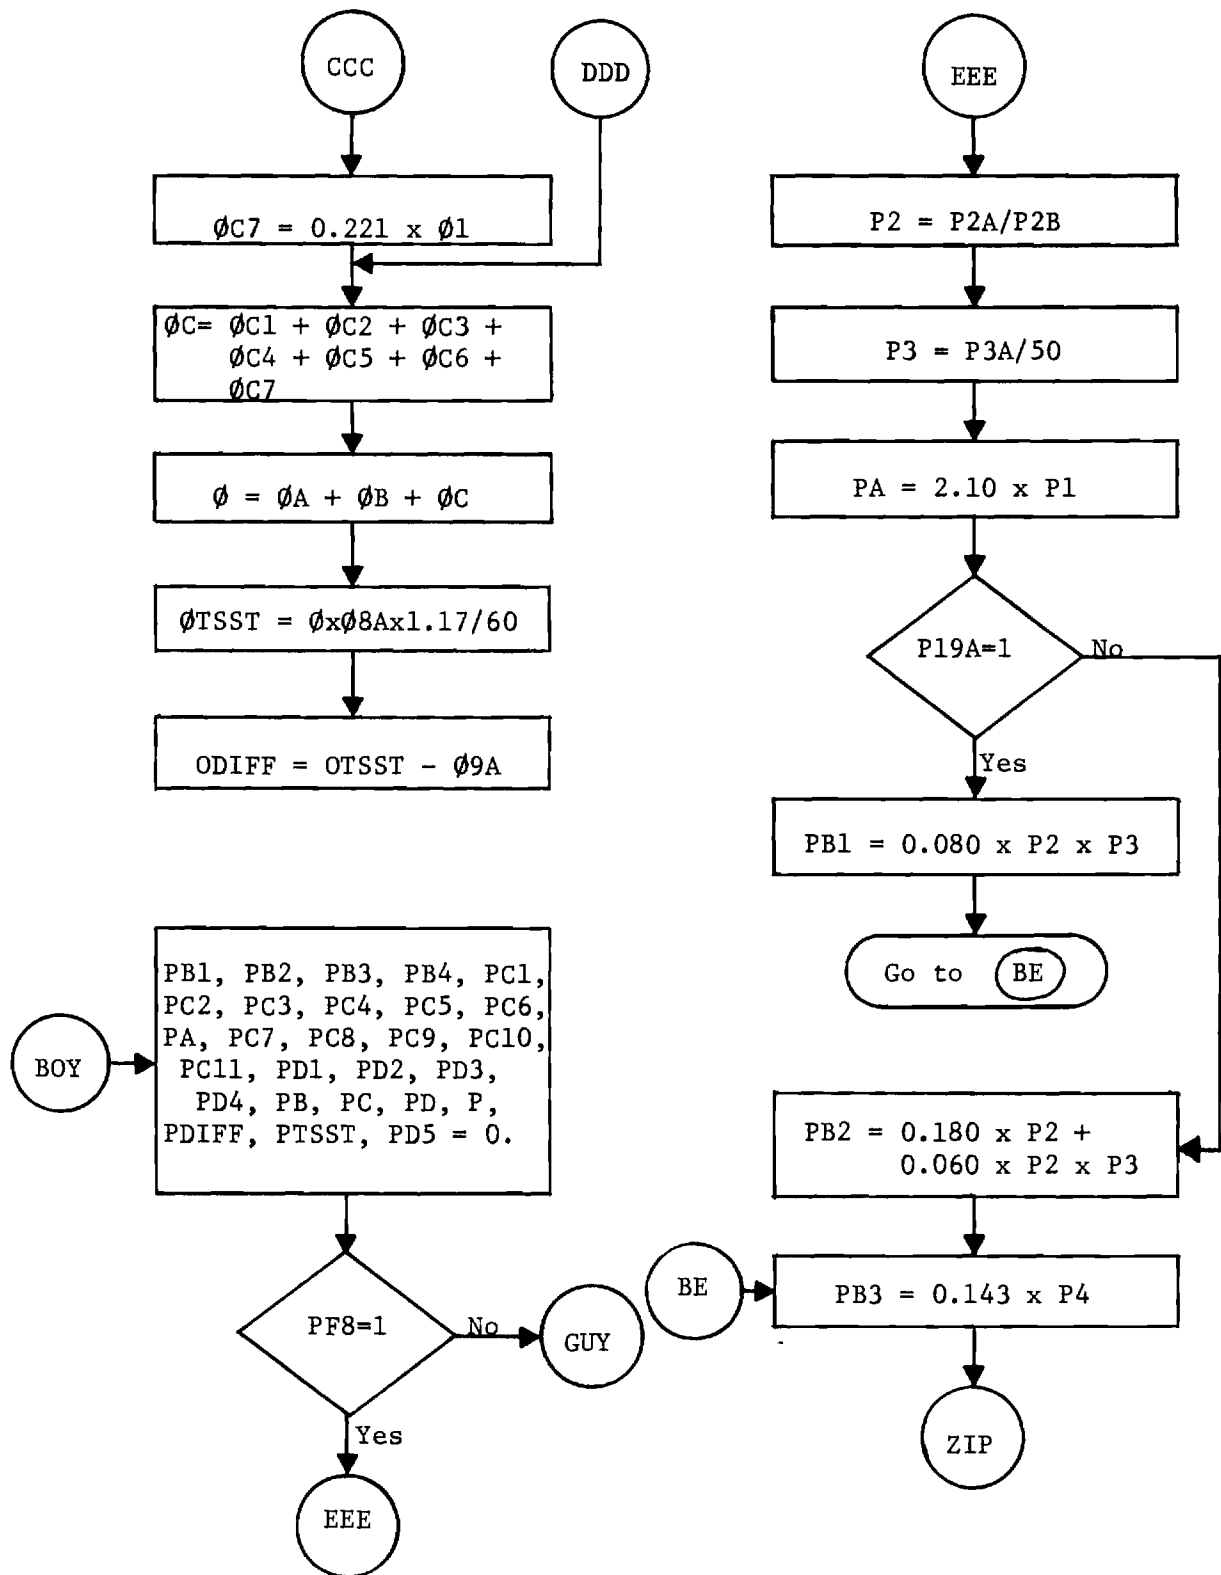 CCC
DDD
ØC7 = 0.221 x Ø1
ØC= ØC1 + ØC2 + ØC3 +
ØC4 + ØC5 + ØC6 +
ØC7
Ø = ØA + ØB + ØC
ØTSST = ØxØ8Ax1.17/60
ODIFF = OTSST - Ø9A
BOY
PB1, PB2, PB3, PB4, PC1,
PC2, PC3, PC4, PC5, PC6,
PA, PC7, PC8, PC9, PC10,
PC11, PD1, PD2, PD3,
PD4, PB, PC, PD, P,
PDIFF, PTSST, PD5 = 0.
PF8=1
No
GUY
Yes
EEE
EEE
P2 = P2A/P2B
P3 = P3A/50
PA = 2.10 x P1
P19A=1
No
Yes
PB1 = 0.080 x P2 x P3
Go to BE
PB2 = 0.180 x P2 +
0.060 x P2 x P3
BE
PB3 = 0.143 x P4
ZIP